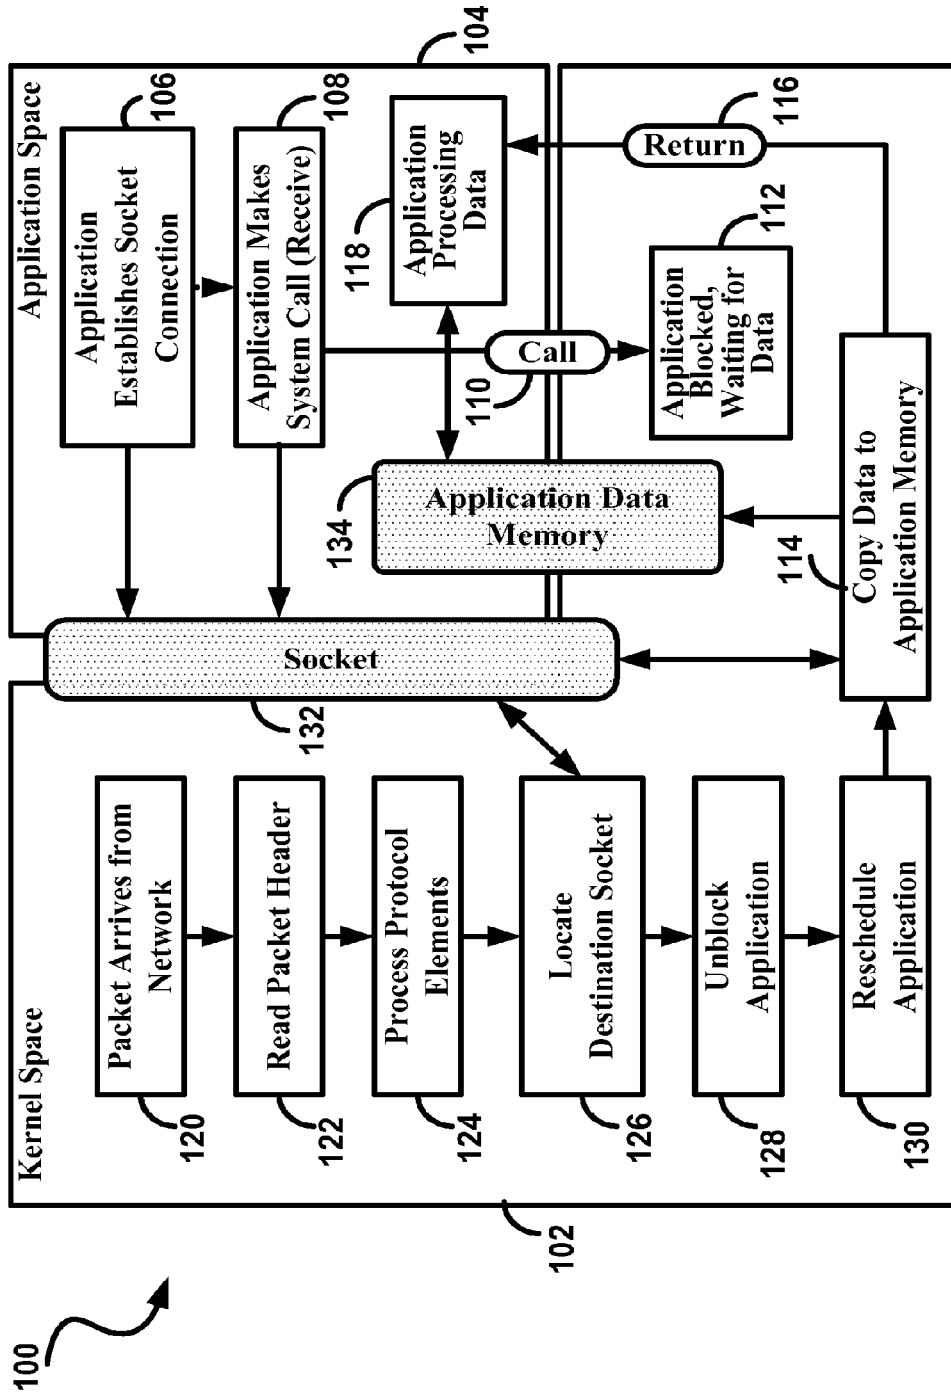 100
102
Kernel Space
120
Packet Arrives from
Network
122
Read Packet Header
124
Process Protocol
Elements
126
Locate
Destination Socket
128
Unblock
Application
130
Reschedule
Application
132
Socket
Application Space
104
106
Application
Establishes Socket
Connection
108
Application Makes
System Call (Receive)
110
Call
112
Application
Blocked,
Waiting for
Data
134
Application Data
Memory
114
Copy Data to
Application Memory
116
Return
118
Application
Processing
Data